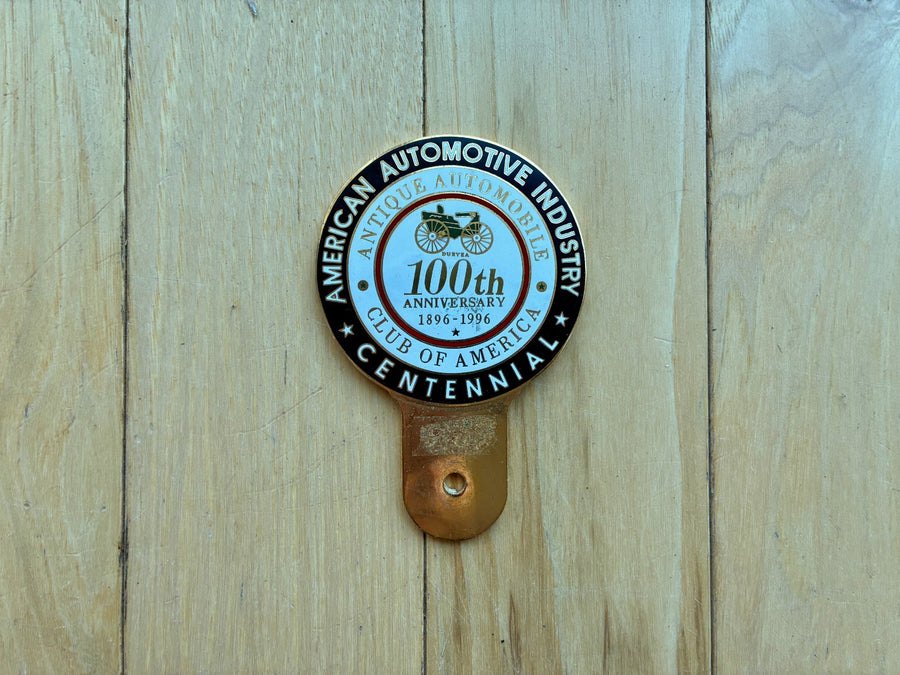 AMERICAN AUTOMOTIVE INDUSTRY
ANTIQUE AUTOMOBILE
DURYEA
100th
ANNIVERSARY
1896-1996
CLUB OF AMERICA
CENTENNIAL